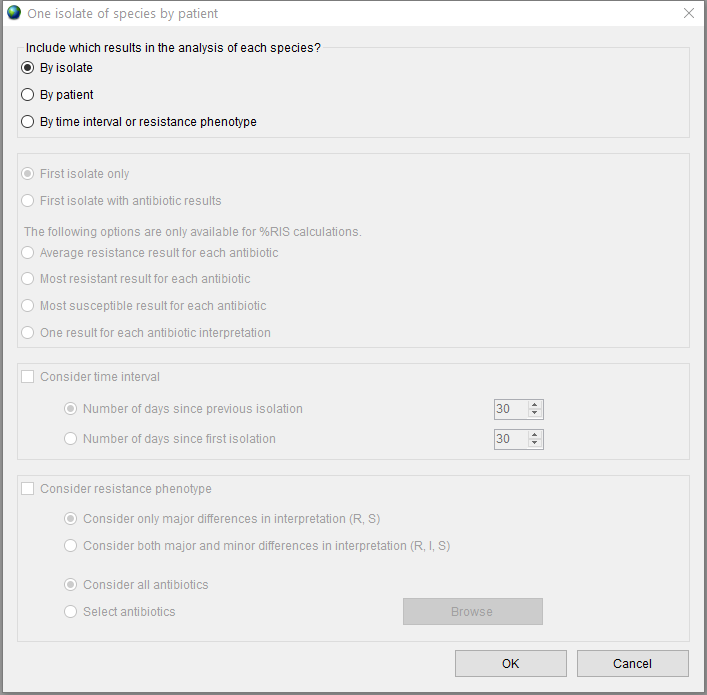 One isolate of species by patient
Include which results in the analysis of each species?
By isolate
By patient
By time interval or resistance phenotype
First isolate only
First isolate with antibiotic results
The following options are only available for %RIS calculations.
Average resistance result for each antibiotic
Most resistant result for each antibiotic
Most susceptible result for each antibiotic
One result for each antibiotic interpretation
Consider time interval
Number of days since previous isolation 30
Number of days since first isolation 30
Consider resistance phenotype
Consider only major differences in interpretation (R, S)
Consider both major and minor differences in interpretation (R, I, S)
Consider all antibiotics
Select antibiotics Browse
OK Cancel